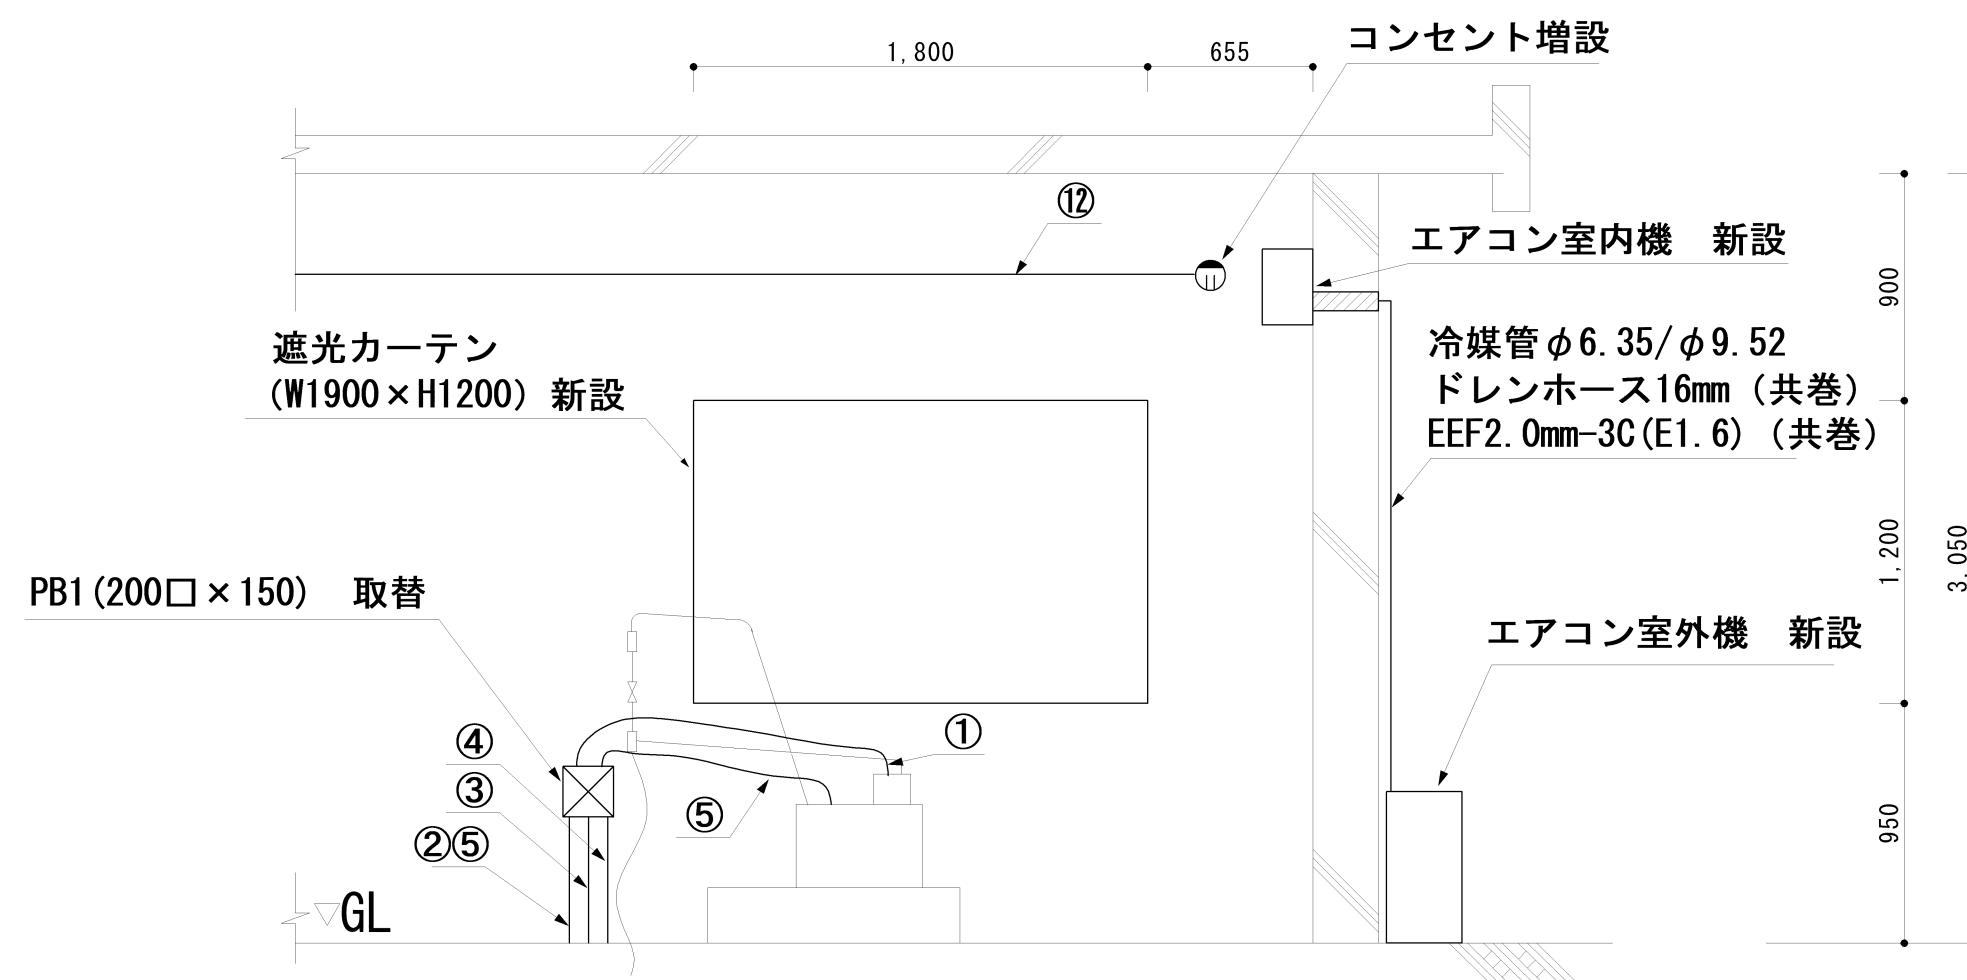 コンセント増設
1,800
655
⑫
エアコン室内機　新設
900
遮光カーテン
(W1900×H1200) 新設
冷媒管φ6.35/φ9.52
ドレンホース16mm（共巻）
EEF2.0mm-3C(E1.6)（共巻）
1,200
3.050
PB1(200□×150)　取替
エアコン室外機　新設
④
①
③
⑤
②⑤
950
▽GL